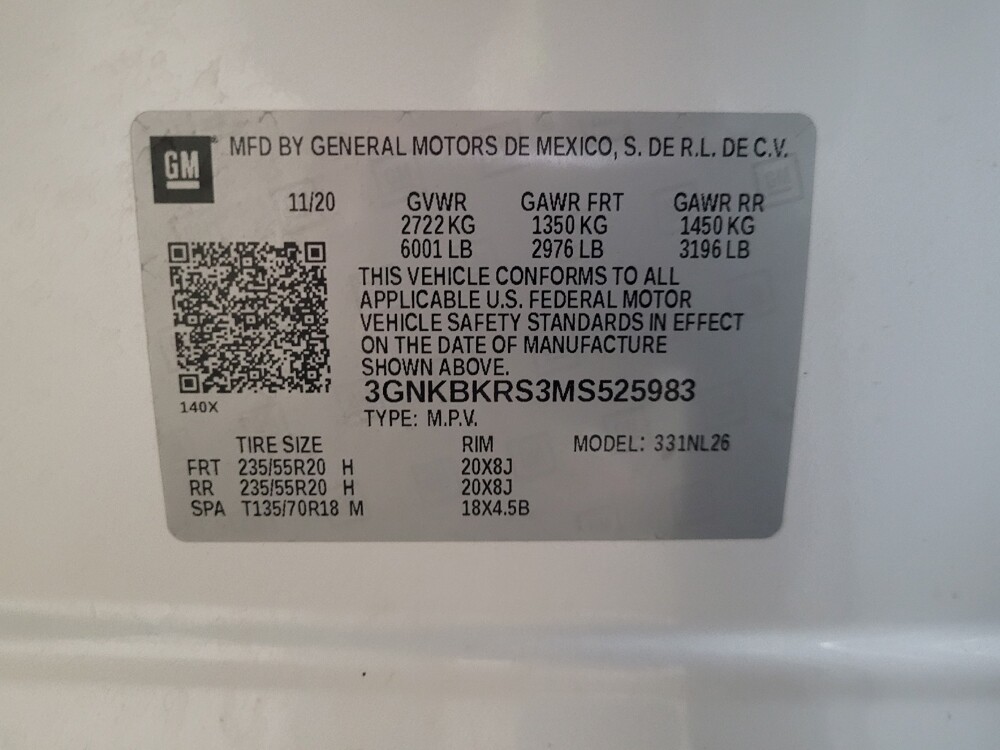 GM MFD BY GENERAL MOTORS DE MEXICO, S. DE R.L. DE C.V.
11/20 GVWR GAWR FRT GAWR RR
2722 KG 1350 KG 1450 KG
6001 LB 2976 LB 3196 LB
THIS VEHICLE CONFORMS TO ALL
APPLICABLE U.S. FEDERAL MOTOR
VEHICLE SAFETY STANDARDS IN EFFECT
ON THE DATE OF MANUFACTURE
SHOWN ABOVE.
3GNKBKRS3MS525983
140X
TYPE: M.P.V.
TIRE SIZE RIM MODEL: 331NL26
FRT 235/55R20 H 20X8J
RR 235/55R20 H 20X8J
SPA T135/70R18 M 18X4.5B